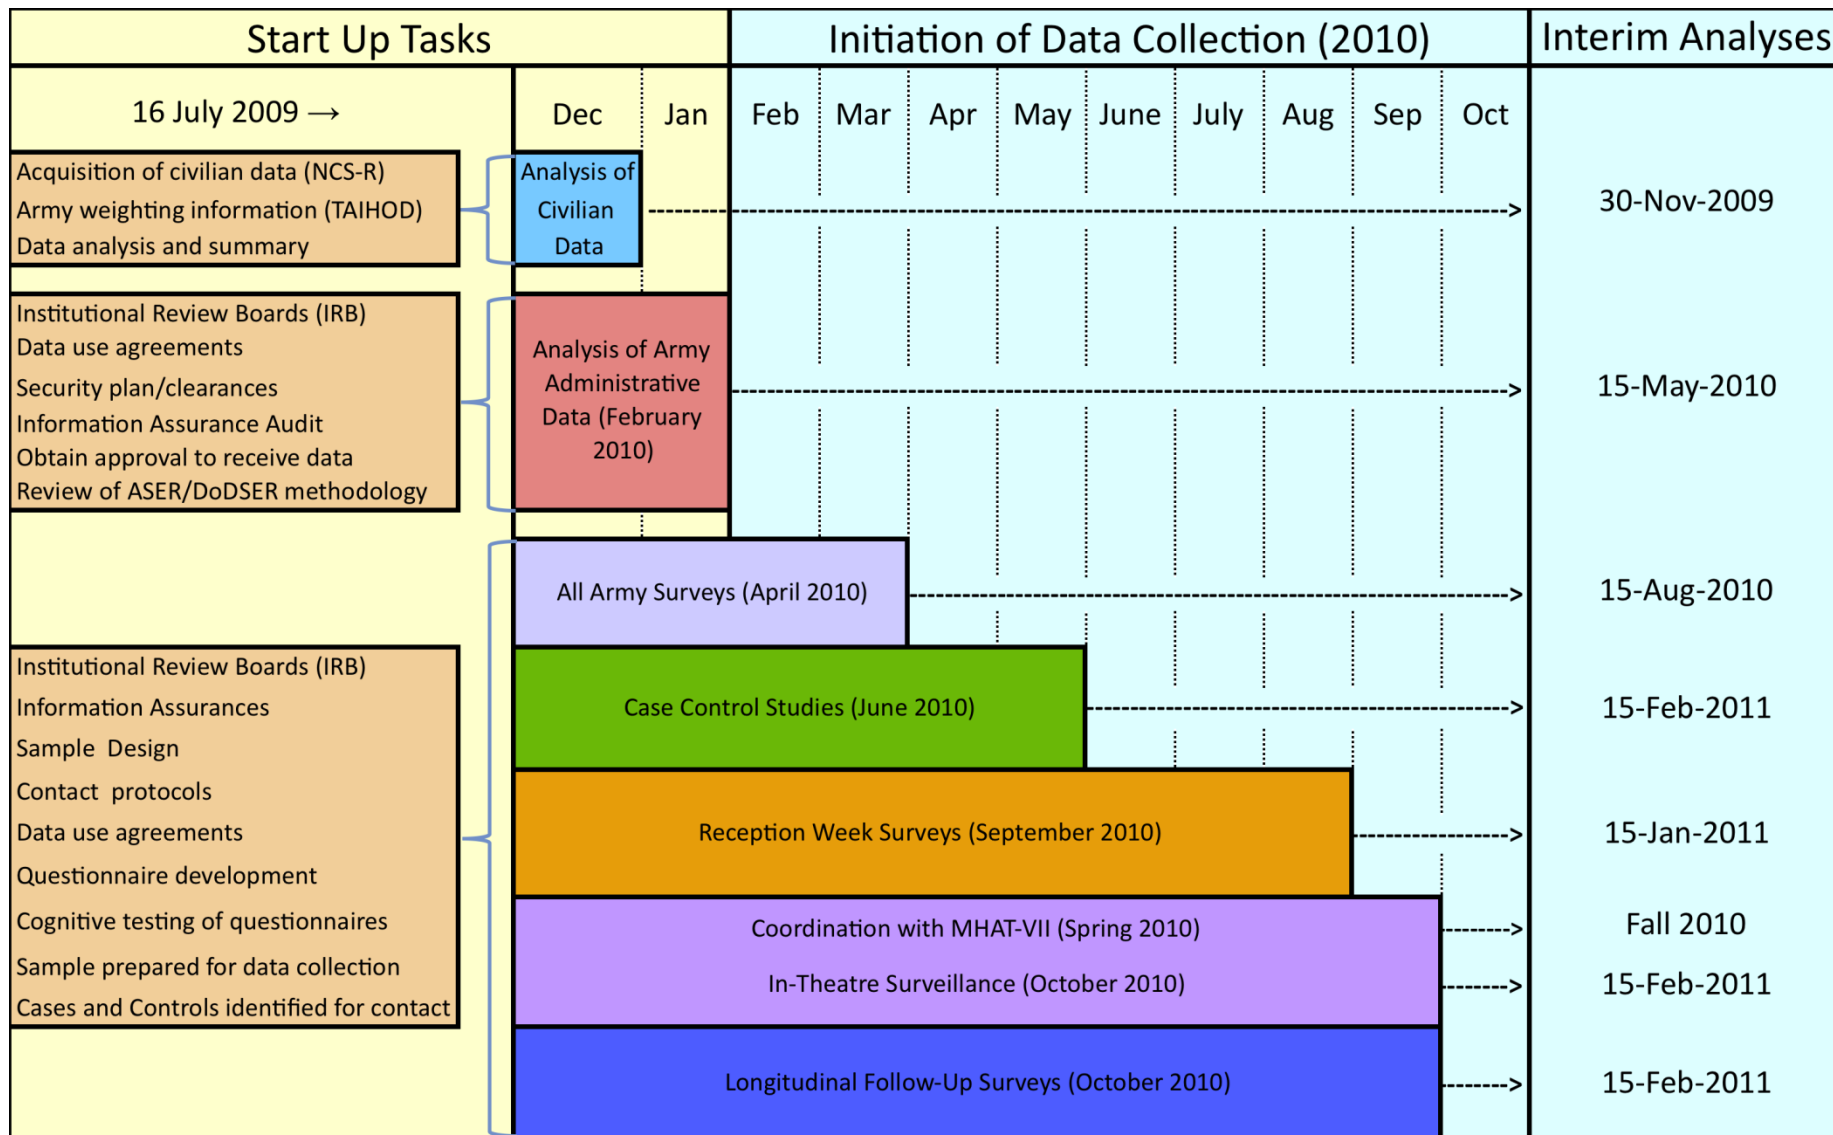 Start Up Tasks
Initiation of Data Collection (2010)
Interim Analyses
16 July 2009 →
Dec
Jan
Feb
Mar
Apr
May
June
July
Aug
Sep
Oct
Acquisition of civilian data (NCS-R)
Army weighting information (TAIHOD)
Data analysis and summary
Analysis of
Civilian
Data
30-Nov-2009
Institutional Review Boards (IRB)
Data use agreements
Security plan/clearances
Information Assurance Audit
Obtain approval to receive data
Review of ASER/DoDSER methodology
Analysis of Army
Administrative
Data (February
2010)
15-May-2010
All Army Surveys (April 2010)
15-Aug-2010
Institutional Review Boards (IRB)
Information Assurances
Sample Design
Contact protocols
Data use agreements
Questionnaire development
Cognitive testing of questionnaires
Sample prepared for data collection
Cases and Controls identified for contact
Case Control Studies (June 2010)
15-Feb-2011
Reception Week Surveys (September 2010)
15-Jan-2011
Coordination with MHAT-VII (Spring 2010)
Fall 2010
In-Theatre Surveillance (October 2010)
15-Feb-2011
Longitudinal Follow-Up Surveys (October 2010)
15-Feb-2011